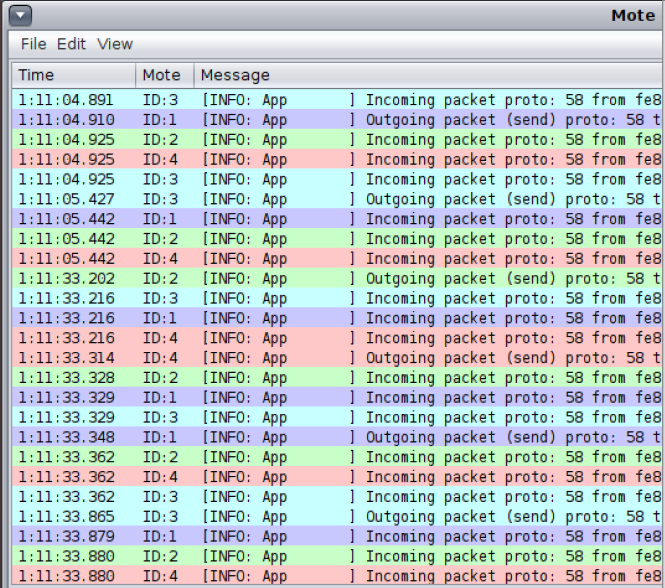 Mote
File Edit View
Time Mote Message
1:11:04.891 ID:3 [INFO: App ] Incoming packet proto: 58 from fe8
1:11:04.910 ID:1 [INFO: App ] Outgoing packet (send) proto: 58 t
1:11:04.925 ID:2 [INFO: App ] Incoming packet proto: 58 from fe8
1:11:04.925 ID:4 [INFO: App ] Incoming packet proto: 58 from fe8
1:11:04.925 ID:3 [INFO: App ] Incoming packet proto: 58 from fe8
1:11:05.427 ID:3 [INFO: App ] Outgoing packet (send) proto: 58 t
1:11:05.442 ID:1 [INFO: App ] Incoming packet proto: 58 from fe8
1:11:05.442 ID:2 [INFO: App ] Incoming packet proto: 58 from fe8
1:11:05.442 ID:4 [INFO: App ] Incoming packet proto: 58 from fe8
1:11:33.202 ID:2 [INFO: App ] Outgoing packet (send) proto: 58 t
1:11:33.216 ID:3 [INFO: App ] Incoming packet proto: 58 from fe8
1:11:33.216 ID:1 [INFO: App ] Incoming packet proto: 58 from fe8
1:11:33.216 ID:4 [INFO: App ] Incoming packet proto: 58 from fe8
1:11:33.314 ID:4 [INFO: App ] Outgoing packet (send) proto: 58 t
1:11:33.328 ID:2 [INFO: App ] Incoming packet proto: 58 from fe8
1:11:33.329 ID:1 [INFO: App ] Incoming packet proto: 58 from fe8
1:11:33.329 ID:3 [INFO: App ] Incoming packet proto: 58 from fe8
1:11:33.348 ID:1 [INFO: App ] Outgoing packet (send) proto: 58 t
1:11:33.362 ID:2 [INFO: App ] Incoming packet proto: 58 from fe8
1:11:33.362 ID:4 [INFO: App ] Incoming packet proto: 58 from fe8
1:11:33.362 ID:3 [INFO: App ] Incoming packet proto: 58 from fe8
1:11:33.865 ID:3 [INFO: App ] Outgoing packet (send) proto: 58 t
1:11:33.879 ID:1 [INFO: App ] Incoming packet proto: 58 from fe8
1:11:33.880 ID:2 [INFO: App ] Incoming packet proto: 58 from fe8
1:11:33.880 ID:4 [INFO: App ] Incoming packet proto: 58 from fe8